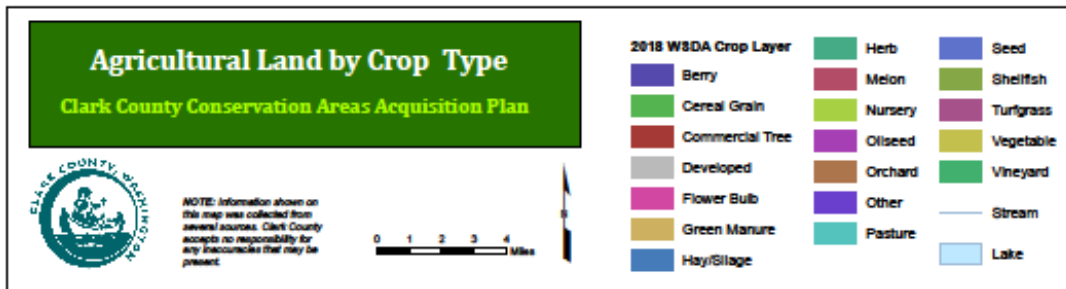 Agricultural Land by Crop Type
Clark County Conservation Areas Acquisition Plan
CLARK COUNTY, WASHINGTON
NOTE: Information shown on
this map was collected from
several sources. Clark County
accepts no responsibility for
any inaccuracies that may be
present.
0 1 2 3 4
Miles
N
2018 WSDA Crop Layer
Berry
Cereal Grain
Commercial Tree
Developed
Flower Bulb
Green Manure
Hay/Silage
Herb
Melon
Nursery
Oilseed
Orchard
Other
Pasture
Seed
Shellfish
Turfgrass
Vegetable
Vineyard
Stream
Lake